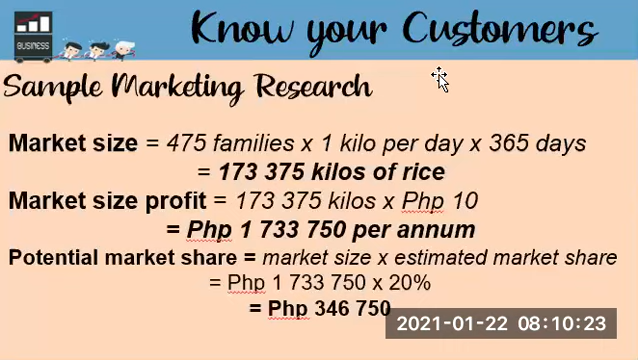 BUSINESS
Know your Customers
Sample Marketing Research
Market size = 475 families x 1 kilo per day x 365 days
= 173 375 kilos of rice
Market size profit = 173 375 kilos x Php 10
= Php 1 733 750 per annum
Potential market share = market size x estimated market share
= Php 1 733 750 x 20%
= Php 346 750
2021-01-22 08:10:23